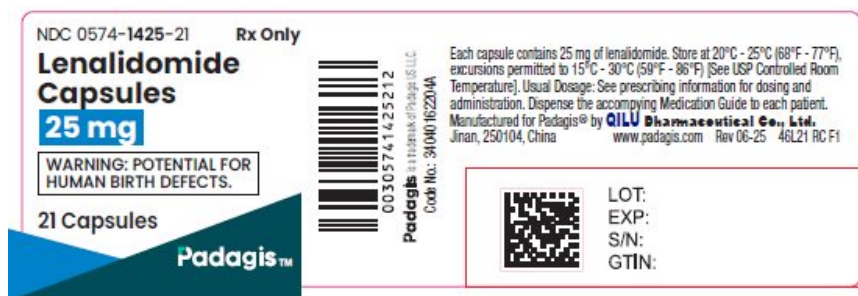 NDC 0574-1425-21 Rx Only
Lenalidomide
Capsules
25 mg
WARNING: POTENTIAL FOR
HUMAN BIRTH DEFECTS.
21 Capsules
Padagis™
00305741425212
Padagis is a trademark of Padagis US LLC.
Code No.: 34040162204A
Each capsule contains 25 mg of lenalidomide. Store at 20°C - 25°C (68°F - 77°F),
excursions permitted to 15°C - 30°C (59°F - 86°F) [See USP Controlled Room
Temperature]. Usual Dosage: See prescribing information for dosing and
administration. Dispense the accompying Medication Guide to each patient.
Manufactured for Padagis® by QILU Pharmaceutical Co., Ltd.
Jinan, 250104, China www.padagis.com Rev 06-25 46L21 RC F1
LOT:
EXP:
S/N:
GTIN: